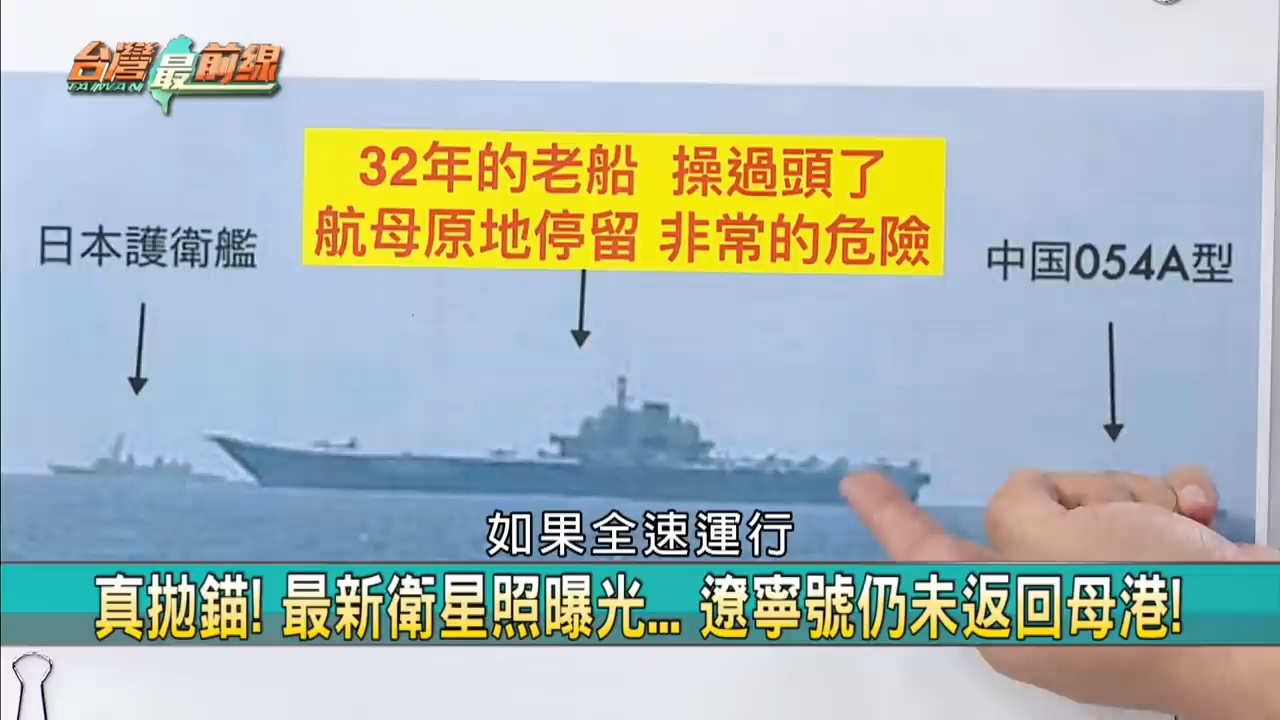 台灣最前線
TAIWAN
32年的老船 操過頭了
航母原地停留 非常的危險
日本護衛艦
中国054A型
如果全速運行
真拋錨! 最新衛星照曝光... 遼寧號仍未返回母港!